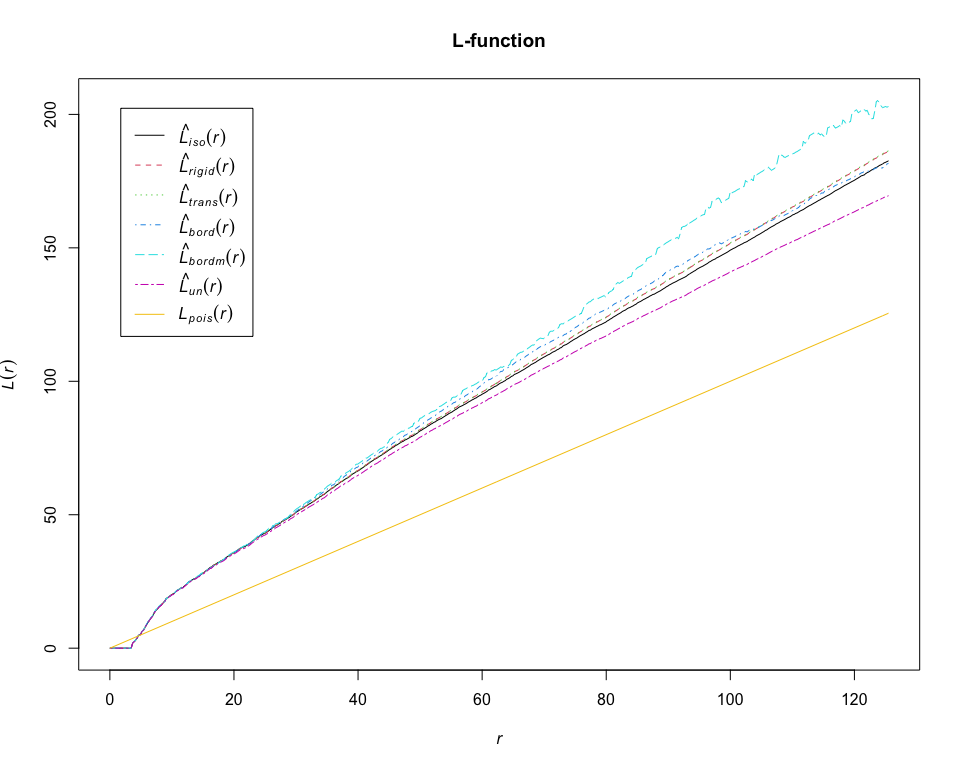 L-function
L̂iso(r)
L̂rigid(r)
L̂trans(r)
L̂bord(r)
L̂bordm(r)
L̂un(r)
Lpois(r)
L(r)
200
150
100
50
0
0 20 40 60 80 100 120
r